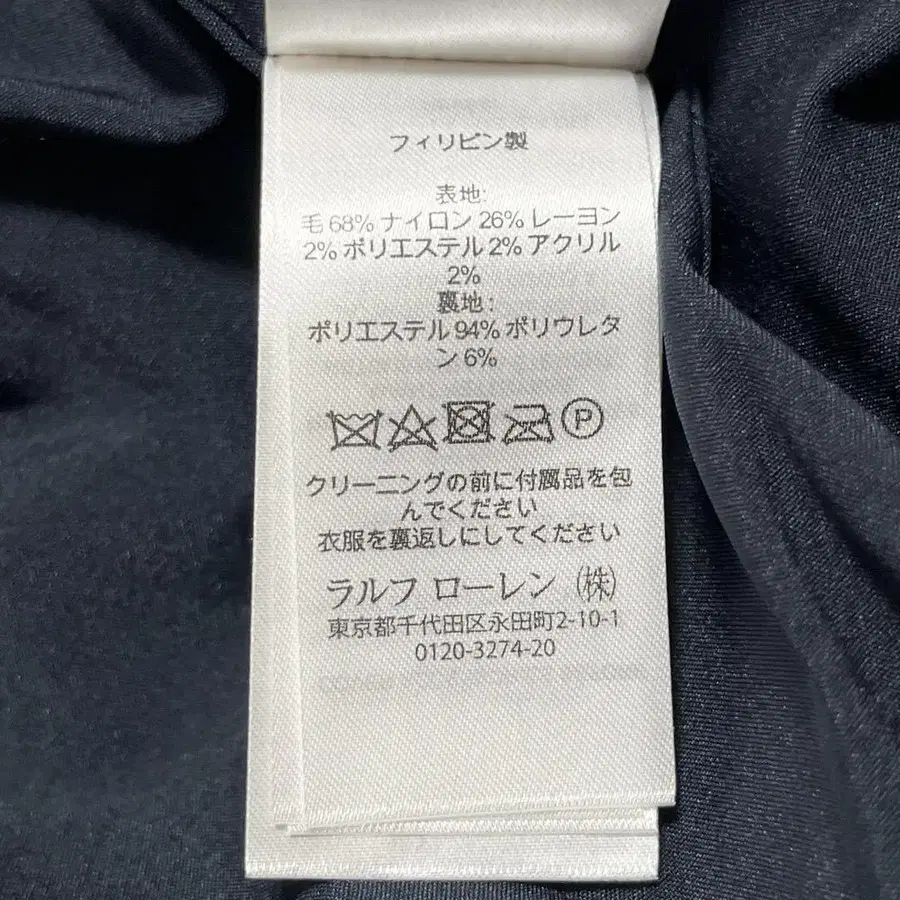 フィリピン製
表地:
毛 68% ナイロン 26% レーヨン
2% ポリエステル 2% アクリル
2%
裏地 :
ポリエステル 94% ポリウレタ
ン 6%
P
クリーニングの前に付属品を包
んでください
衣服を裏返しにしてください
ラルフ ローレン (株)
東京都千代田区永田町2-10-1
0120-3274-20